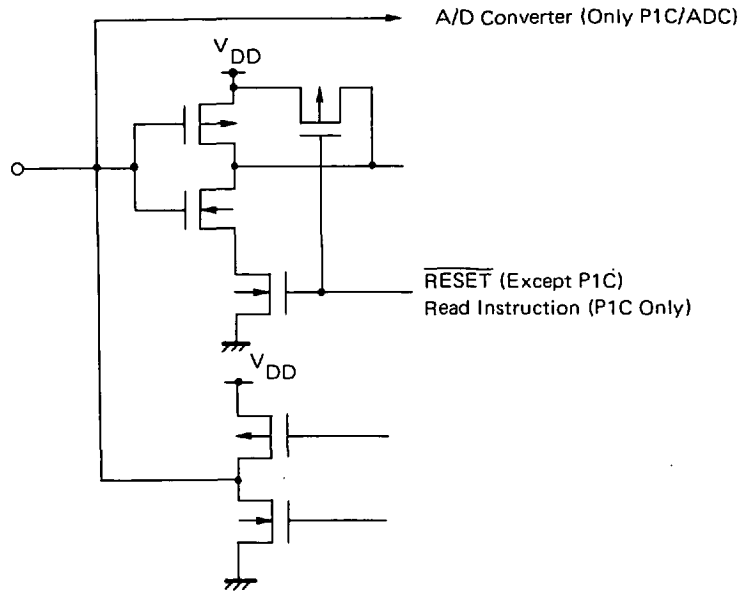 A/D Converter (Only P1C/ADC)
VDD
RESET (Except P1C)
Read Instruction (P1C Only)
VDD